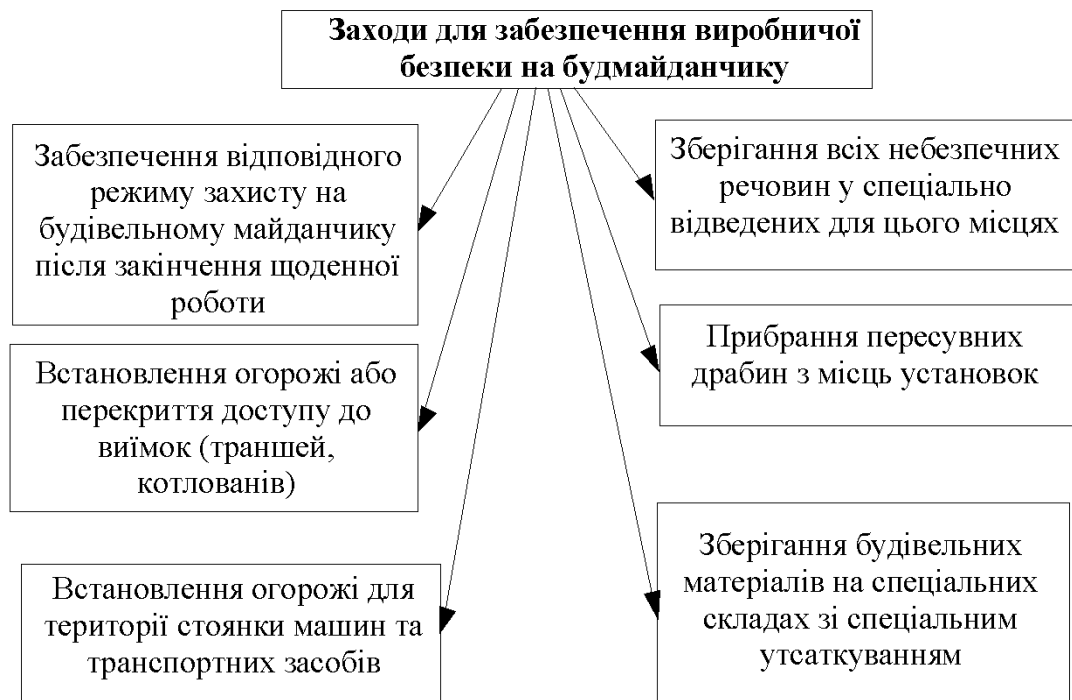 Заходи для забезпечення виробничої
безпеки на будмайданчику
Забезпечення відповідного
режиму захисту на
будівельному майданчику
після закінчення щоденної
роботи
Встановлення огорожі або
перекриття доступу до
виїмок (траншей,
котлованів)
Встановлення огорожі для
території стоянки машин та
транспортних засобів
Зберігання всіх небезпечних
речовин у спеціально
відведених для цього місцях
Прибрання пересувних
драбин з місць установок
Зберігання будівельних
матеріалів на спеціальних
складах зі спеціальним
утсаткуванням